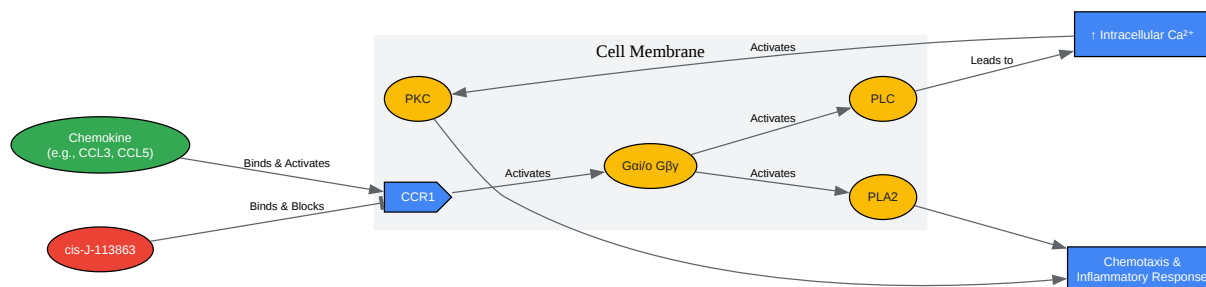 Cell Membrane
Activates
↑ Intracellular Ca²⁺
Leads to
PKC
PLC
Activates
Chemokine
(e.g., CCL3, CCL5)
Binds & Activates
Gαi/o Gβγ
Activates
Activates
CCR1
PLA2
Binds & Blocks
cis-J-113863
Chemotaxis &
Inflammatory Response